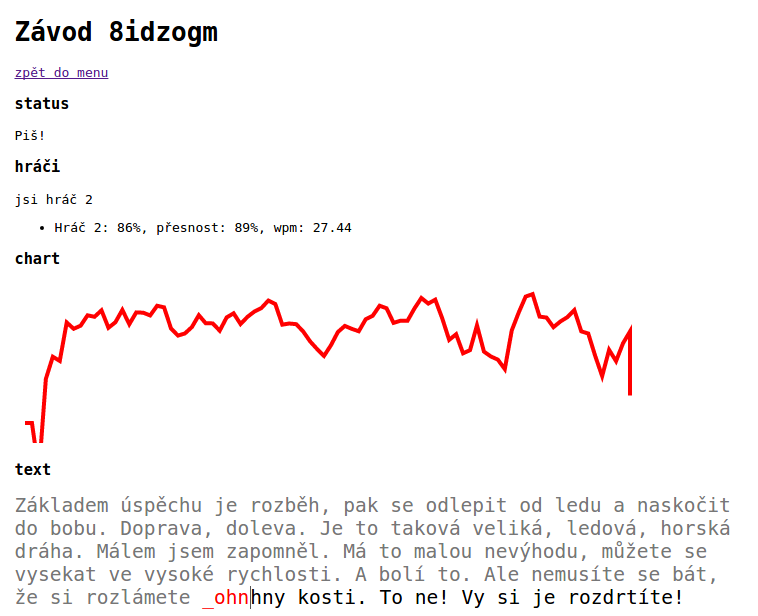 Závod 8idzogm
zpět do menu
status
Piš!
hráči
jsi hráč 2
• Hráč 2: 86%, přesnost: 89%, wpm: 27.44
chart
text
Základem úspěchu je rozběh, pak se odlepit od ledu a naskočit
do bobu. Doprava, doleva. Je to taková veliká, ledová, horská
dráha. Málem jsem zapomněl. Má to malou nevýhodu, můžete se
vysekat ve vysoké rychlosti. A bolí to. Ale nemusíte se bát,
že si rozlámete _ohnhny kosti. To ne! Vy si je rozdrtíte!